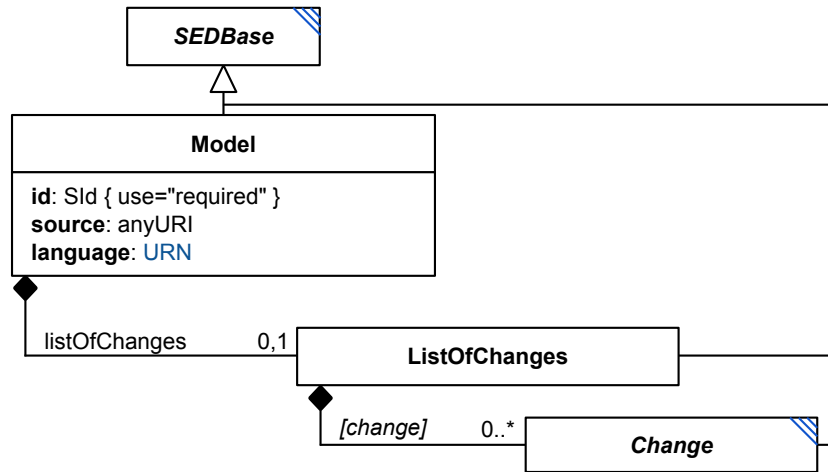 SEDBase
Model
id: SId { use="required" }
source: anyURI
language: URN
listOfChanges 0,1
ListOfChanges
[change] 0..*
Change